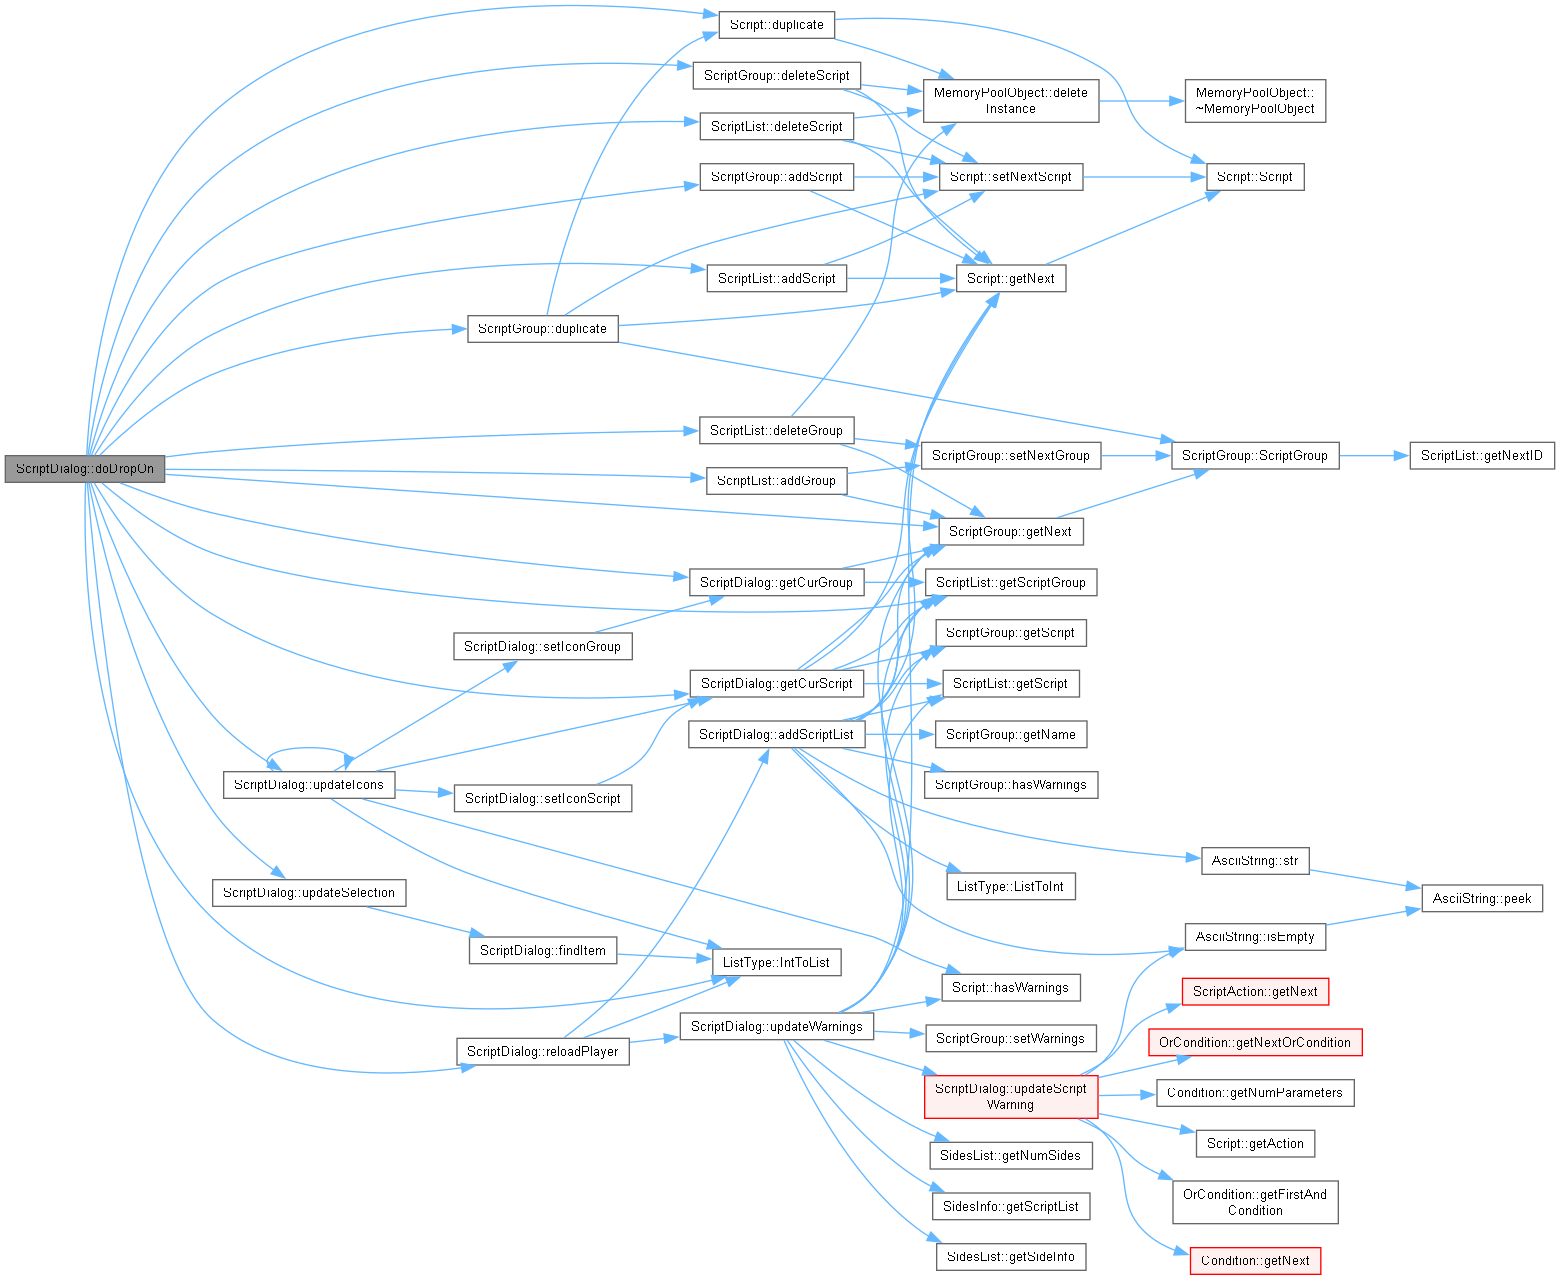 Script::duplicate
ScriptGroup::deleteScript
MemoryPoolObject::delete
Instance
MemoryPoolObject::
~MemoryPoolObject
ScriptList::deleteScript
ScriptGroup::addScript
Script::setNextScript
Script::Script
ScriptList::addScript
Script::getNext
ScriptGroup::duplicate
ScriptList::deleteGroup
ScriptGroup::setNextGroup
ScriptGroup::ScriptGroup
ScriptList::getNextID
ScriptDialog::doDropOn
ScriptList::addGroup
ScriptGroup::getNext
ScriptDialog::getCurGroup
ScriptList::getScriptGroup
ScriptDialog::setIconGroup
ScriptGroup::getScript
ScriptDialog::getCurScript
ScriptList::getScript
ScriptDialog::addScriptList
ScriptGroup::getName
ScriptDialog::updateIcons
ScriptGroup::hasWarnings
ScriptDialog::setIconScript
AsciiString::str
ScriptDialog::updateSelection
ListType::ListToInt
AsciiString::peek
AsciiString::isEmpty
ScriptDialog::findItem
ListType::IntToList
Script::hasWarnings
ScriptAction::getNext
ScriptDialog::updateWarnings
ScriptGroup::setWarnings
OrCondition::getNextOrCondition
ScriptDialog::reloadPlayer
ScriptDialog::updateScript
Warning
Condition::getNumParameters
Script::getAction
SidesList::getNumSides
OrCondition::getFirstAnd
Condition
SidesInfo::getScriptList
SidesList::getSideInfo
Condition::getNext